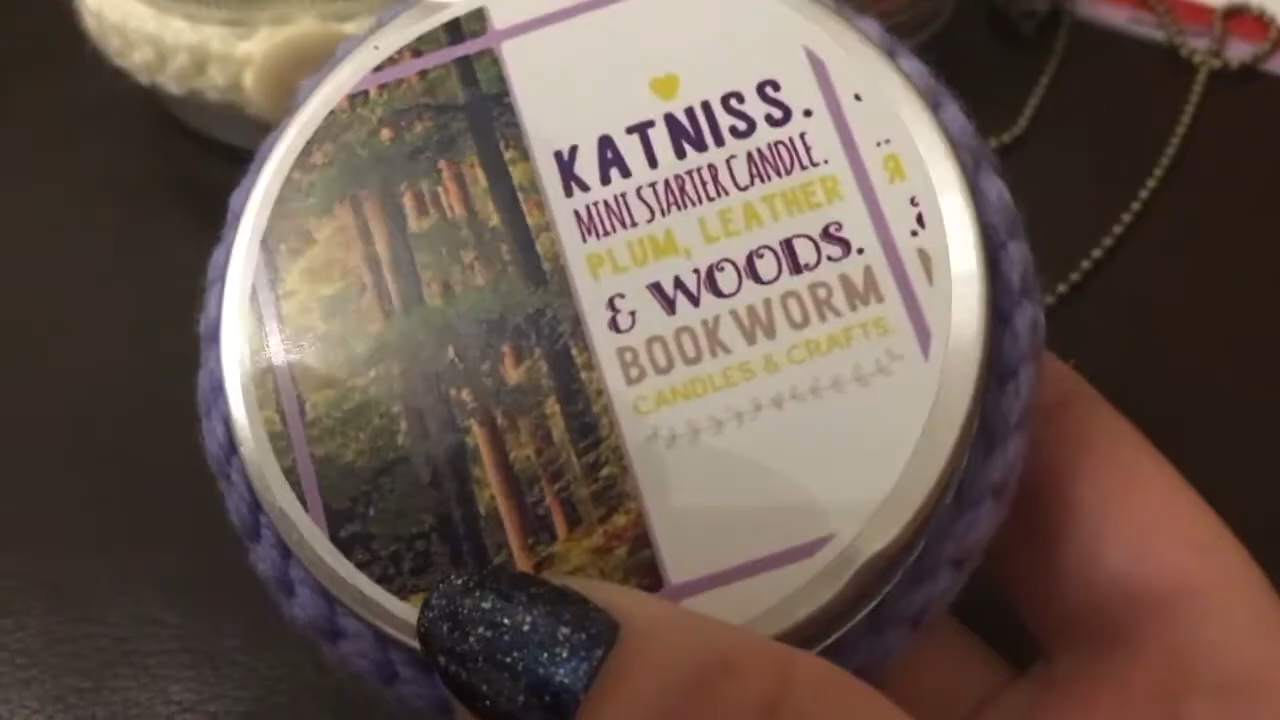 KATNISS.
MINI STARTER CANDLE.
PLUM, LEATHER
& WOODS.
BOOKWORM
CANDLES & CRAFTS.